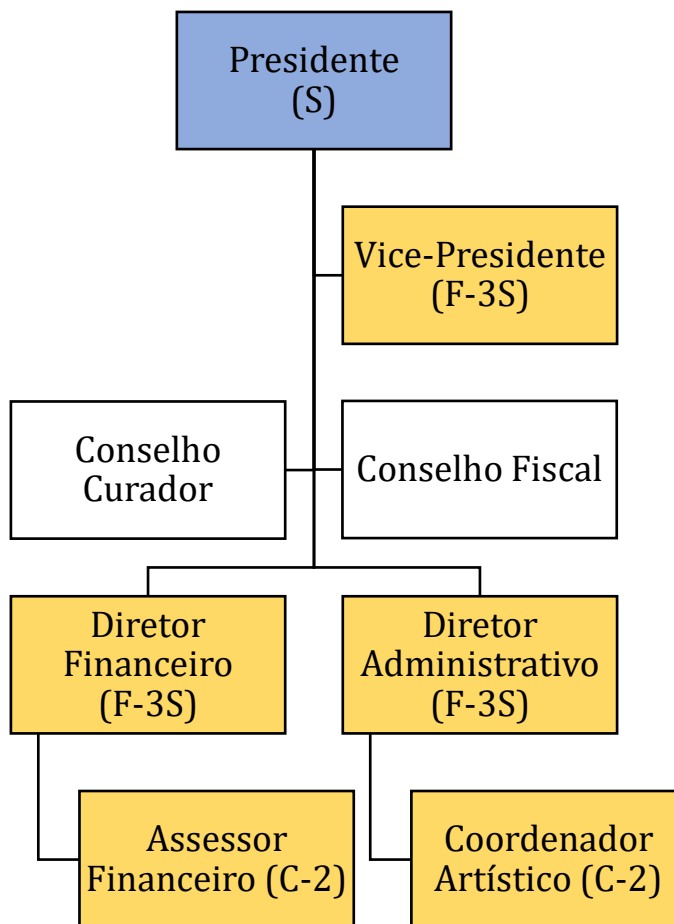 Presidente
(S)
Vice-Presidente
(F-3S)
Conselho
Curador
Conselho Fiscal
Diretor
Financeiro
(F-3S)
Diretor
Administrativo
(F-3S)
Assessor
Financeiro (C-2)
Coordenador
Artístico (C-2)